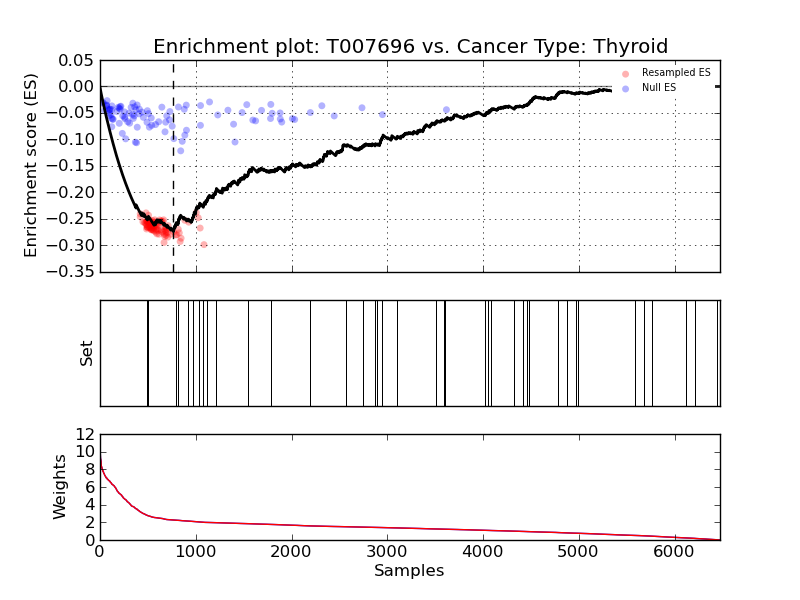 Enrichment plot: T007696 vs. Cancer Type: Thyroid
Enrichment score (ES)
0.05
0.00
−0.05
−0.10
−0.15
−0.20
−0.25
−0.30
−0.35
Resampled ES
Null ES
Set
Weights
12
10
8
6
4
2
0
0 1000 2000 3000 4000 5000 6000
Samples